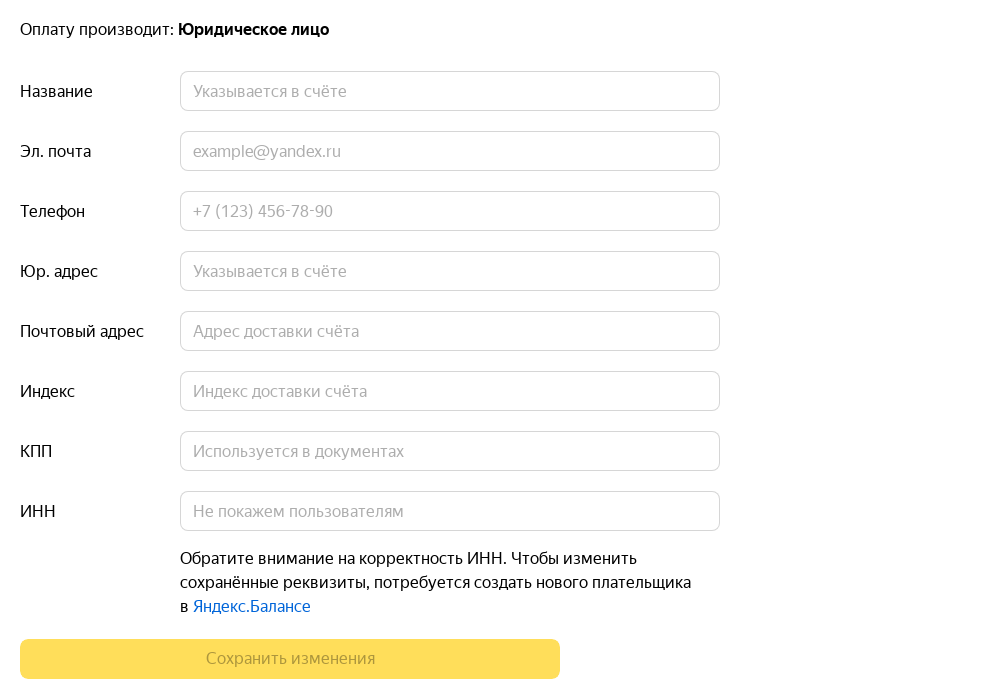 Оплату производит: Юридическое лицо
Название
Указывается в счёте
Эл. почта
example@yandex.ru
Телефон
+7 (123) 456-78-90
Юр. адрес
Указывается в счёте
Почтовый адрес
Адрес доставки счёта
Индекс
Индекс доставки счёта
КПП
Используется в документах
ИНН
Не покажем пользователям
Обратите внимание на корректность ИНН. Чтобы изменить
сохранённые реквизиты, потребуется создать нового плательщика
в Яндекс.Балансе
Сохранить изменения